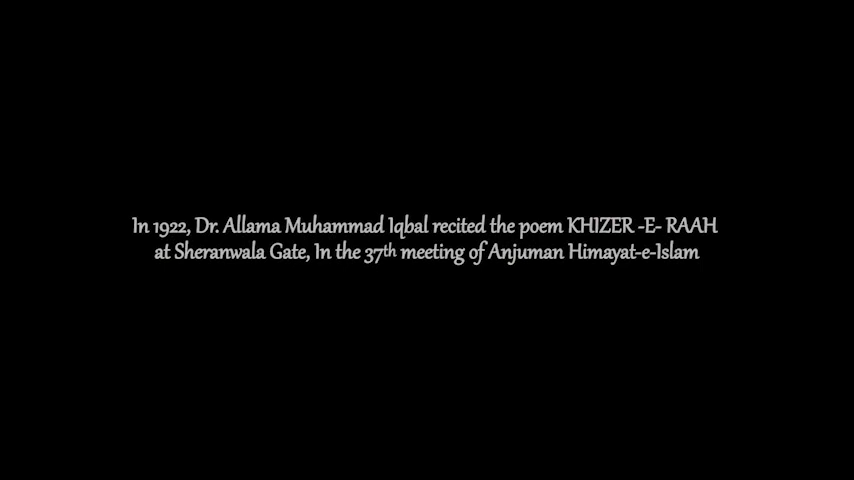 In 1922, Dr. Allama Muhammad Iqbal recited the poem KHIZER -E- RAAH
at Sheranwala Gate, In the 37th meeting of Anjuman Himayat-e-Islam